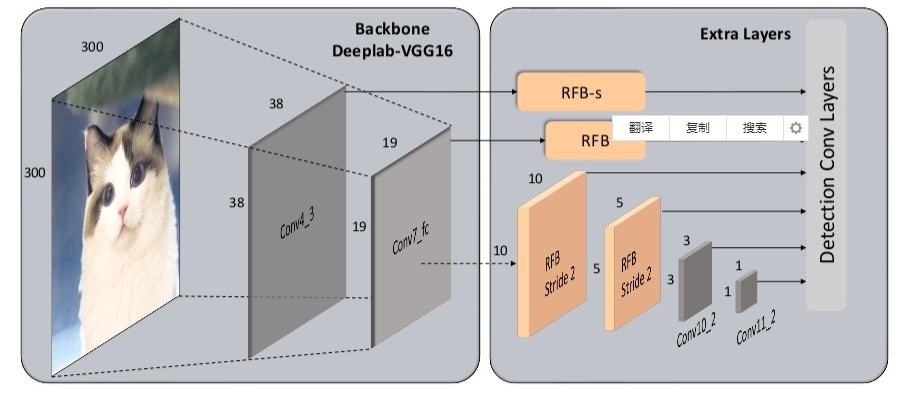 Backbone
Deeplab-VGG16
300
300
38
38
Conv4_3
19
19
Conv7_fc
Extra Layers
RFB-s
RFB
翻译 复制 搜索
10
10
RFB
Stride 2
5
5
RFB
Stride 2
3
3
Conv10_2
1
1
Conv11_2
Detection Conv Layers